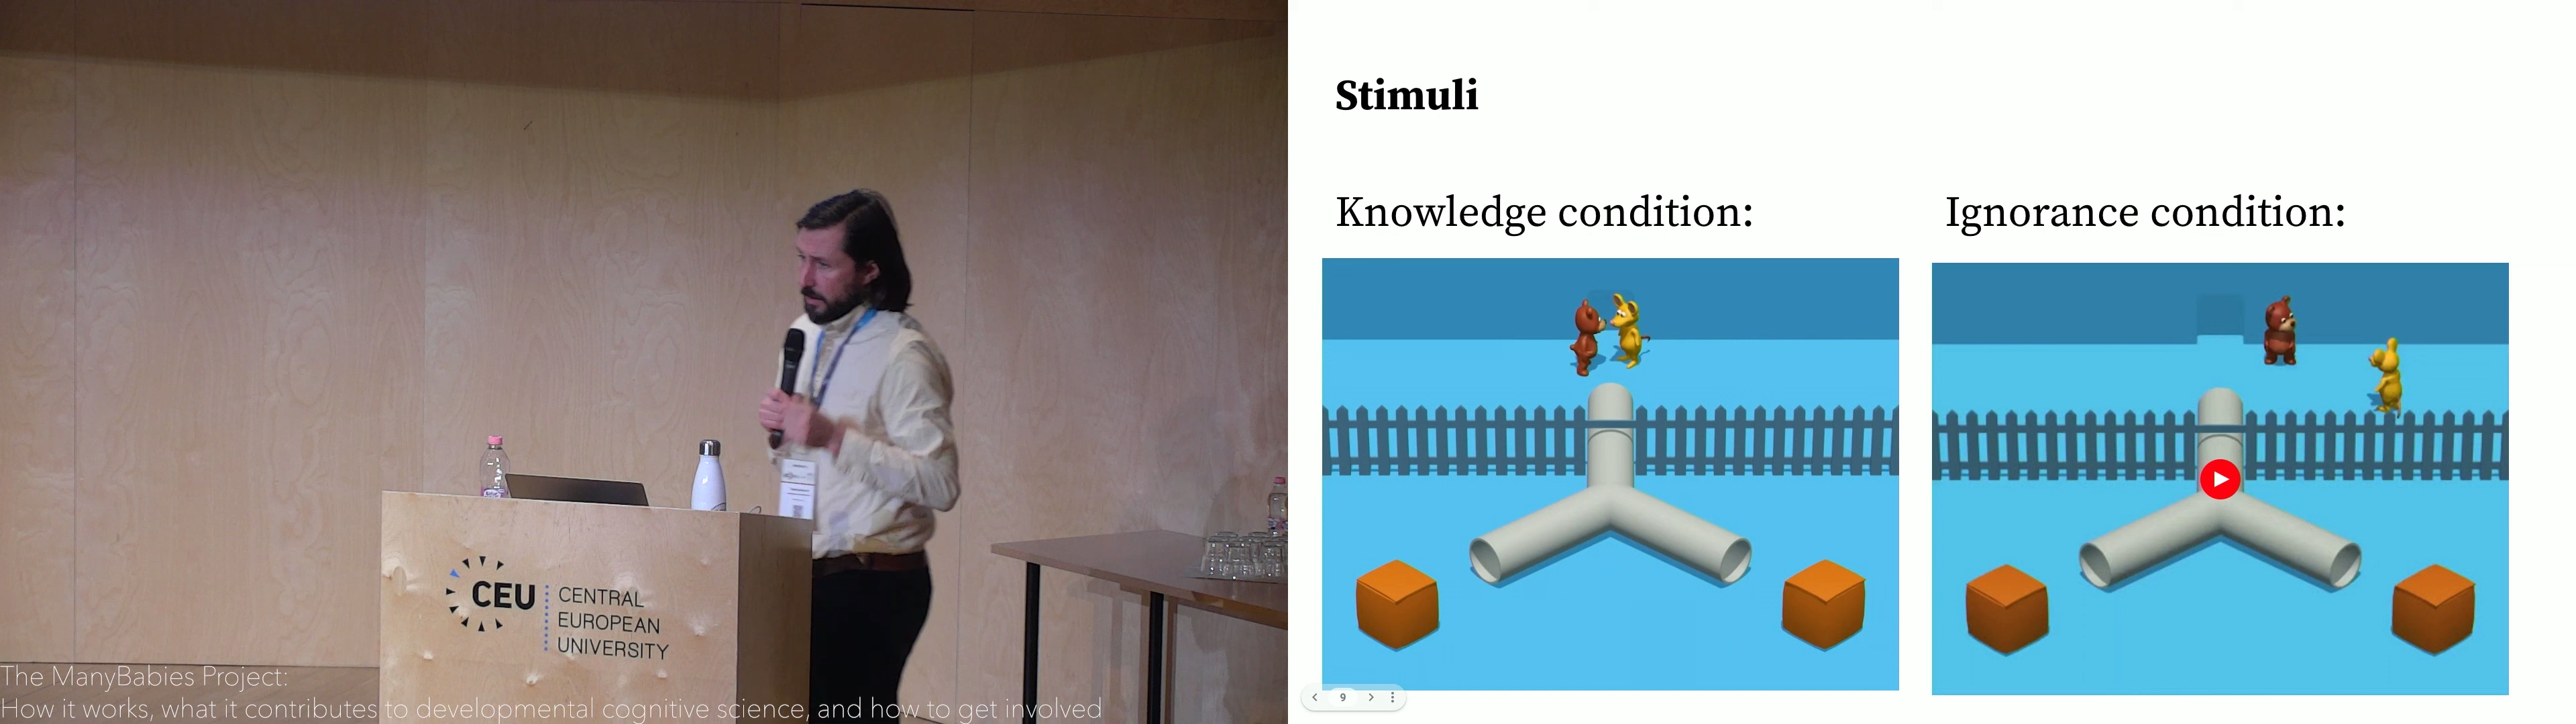 CEU
CENTRAL
EUROPEAN
UNIVERSITY
The ManyBabies Project:
How it works, what it contributes to developmental cognitive science, and how to get involved
Stimuli
Knowledge condition:
Ignorance condition:
9